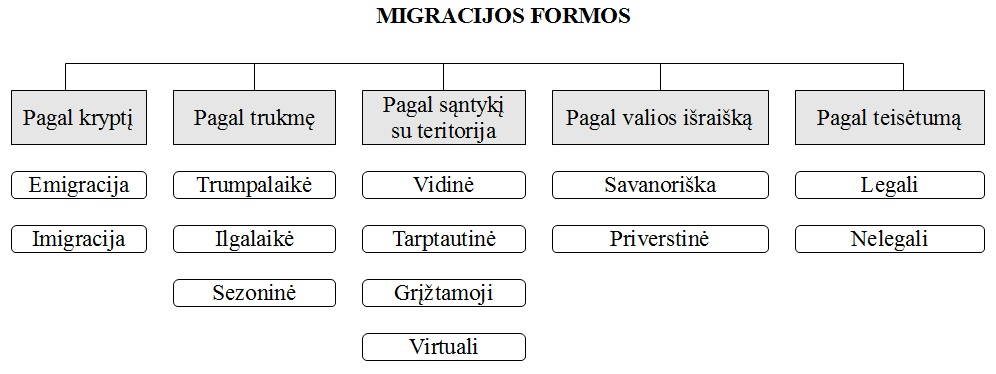 MIGRACIJOS FORMOS
Pagal kryptį
Emigracija
Imigracija
Pagal trukmę
Trumpalaikė
Ilgalaikė
Sezoninė
Pagal sąntykį
su teritorija
Vidinė
Tarptautinė
Grįžtamoji
Virtuali
Pagal valios išraišką
Savanoriška
Priverstinė
Pagal teisėtumą
Legali
Nelegali